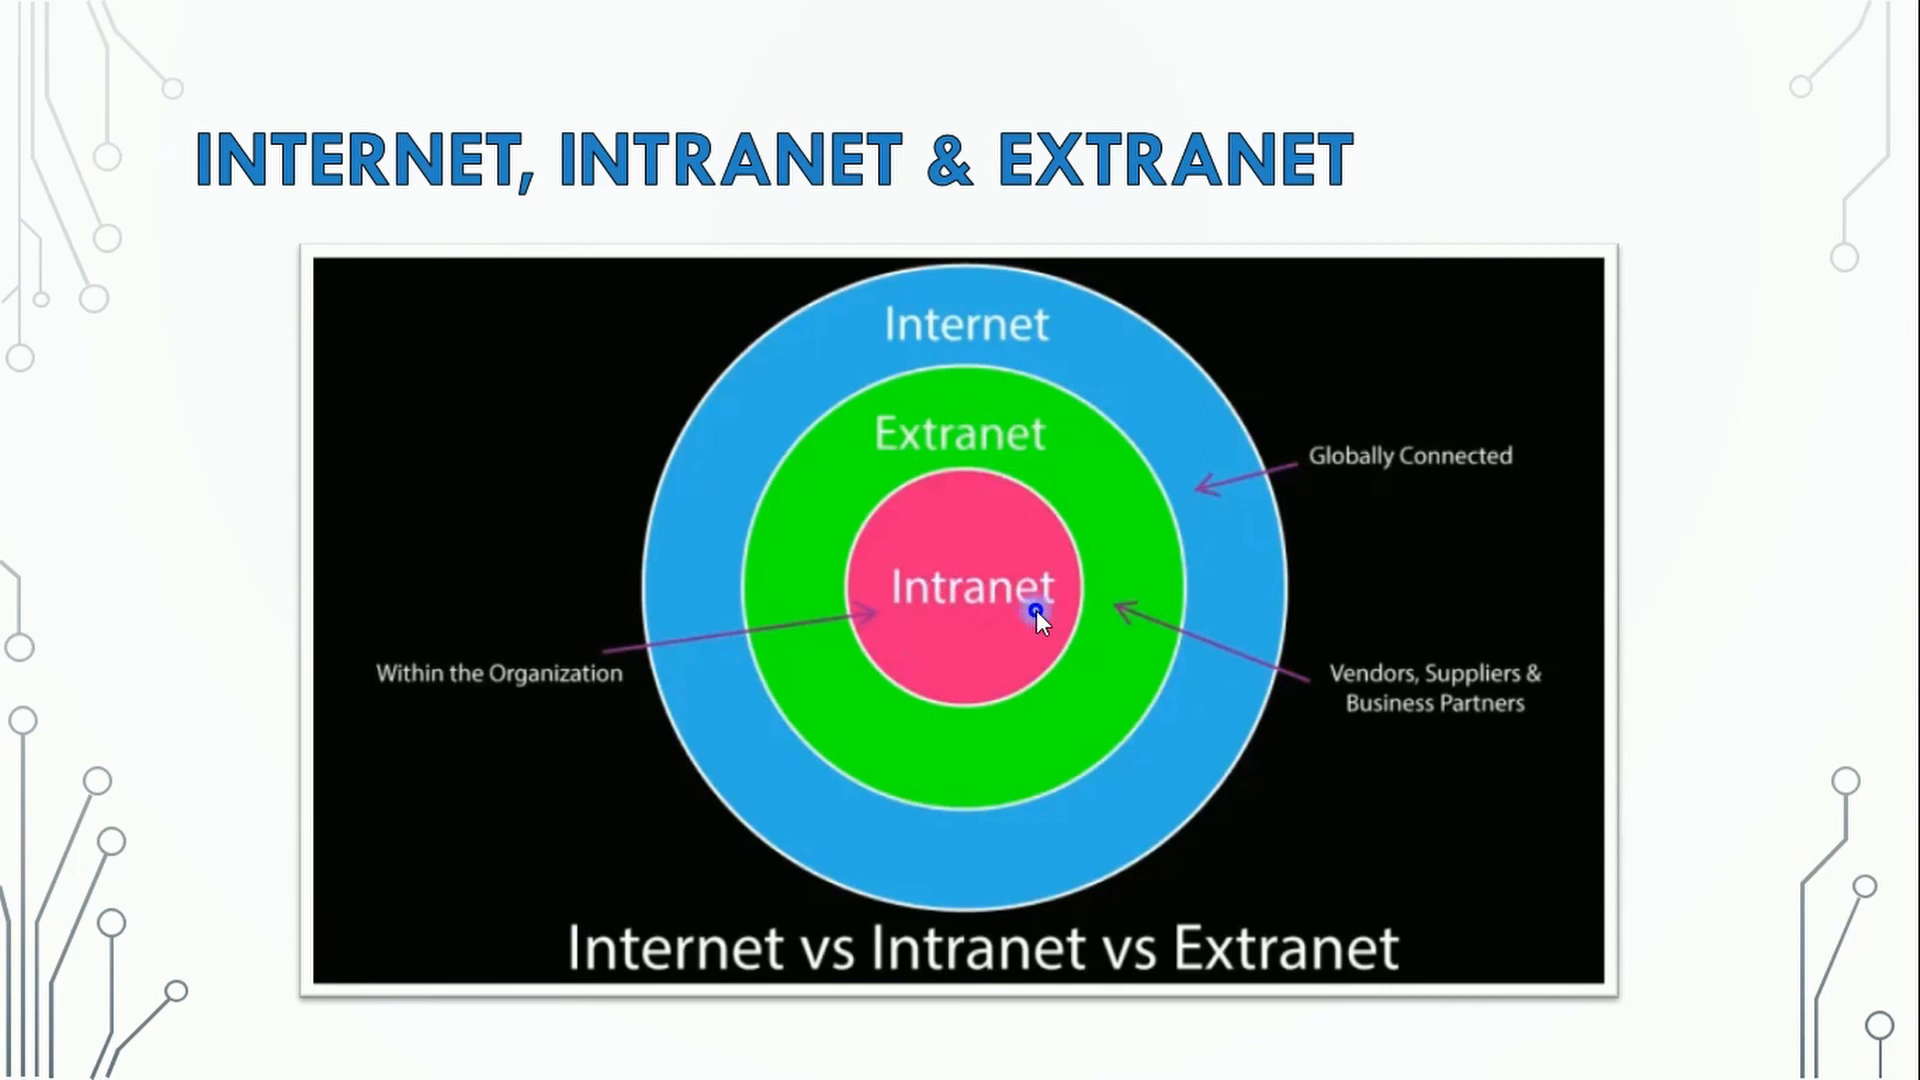 INTERNET, INTRANET & EXTRANET
Internet
Extranet
Globally Connected
Intranet
Within the Organization
Vendors, Suppliers &
Business Partners
Internet vs Intranet vs Extranet